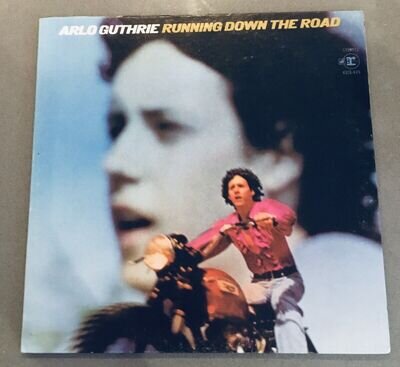 ARLO GUTHRIE RUNNING DOWN THE ROAD